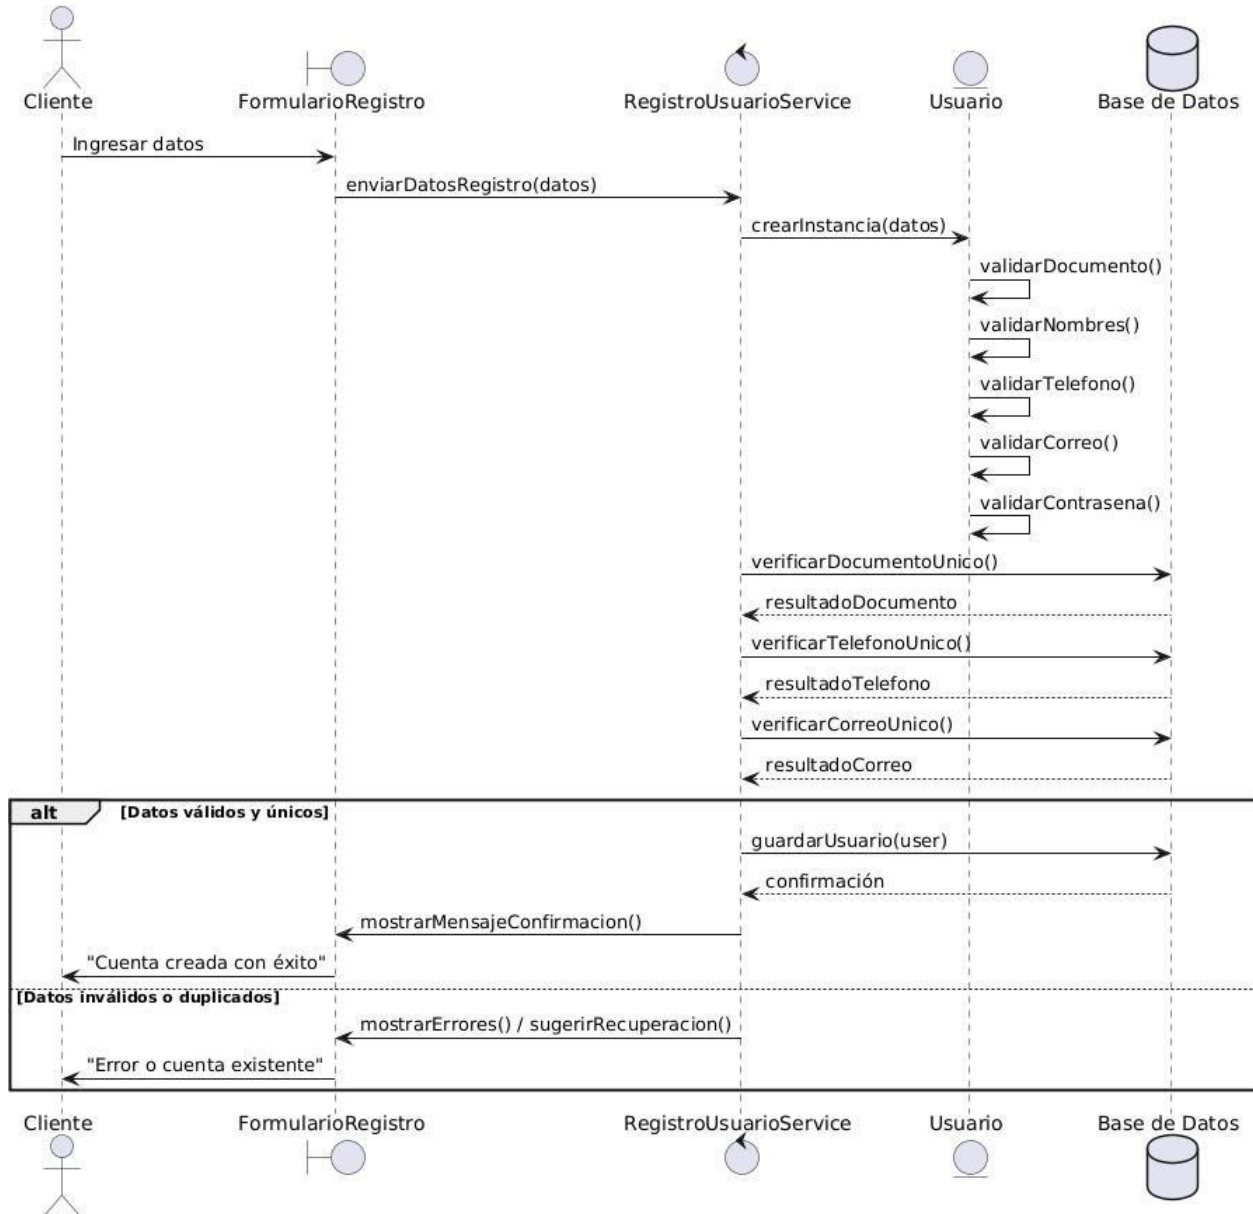 Cliente
FormularioRegistro
RegistroUsuarioService
Usuario
Base de Datos
Ingresar datos
enviarDatosRegistro(datos)
crearInstancia(datos)
validarDocumento()
validarNombres()
validarTelefono()
validarCorreo()
validarContrasena()
verificarDocumentoUnico()
resultadoDocumento
verificarTelefonoUnico()
resultadoTelefono
verificarCorreoUnico()
resultadoCorreo
alt [Datos válidos y únicos]
guardarUsuario(user)
confirmación
mostrarMensajeConfirmacion()
"Cuenta creada con éxito"
[Datos inválidos o duplicados]
mostrarErrores() / sugerirRecuperacion()
"Error o cuenta existente"
Cliente
FormularioRegistro
RegistroUsuarioService
Usuario
Base de Datos